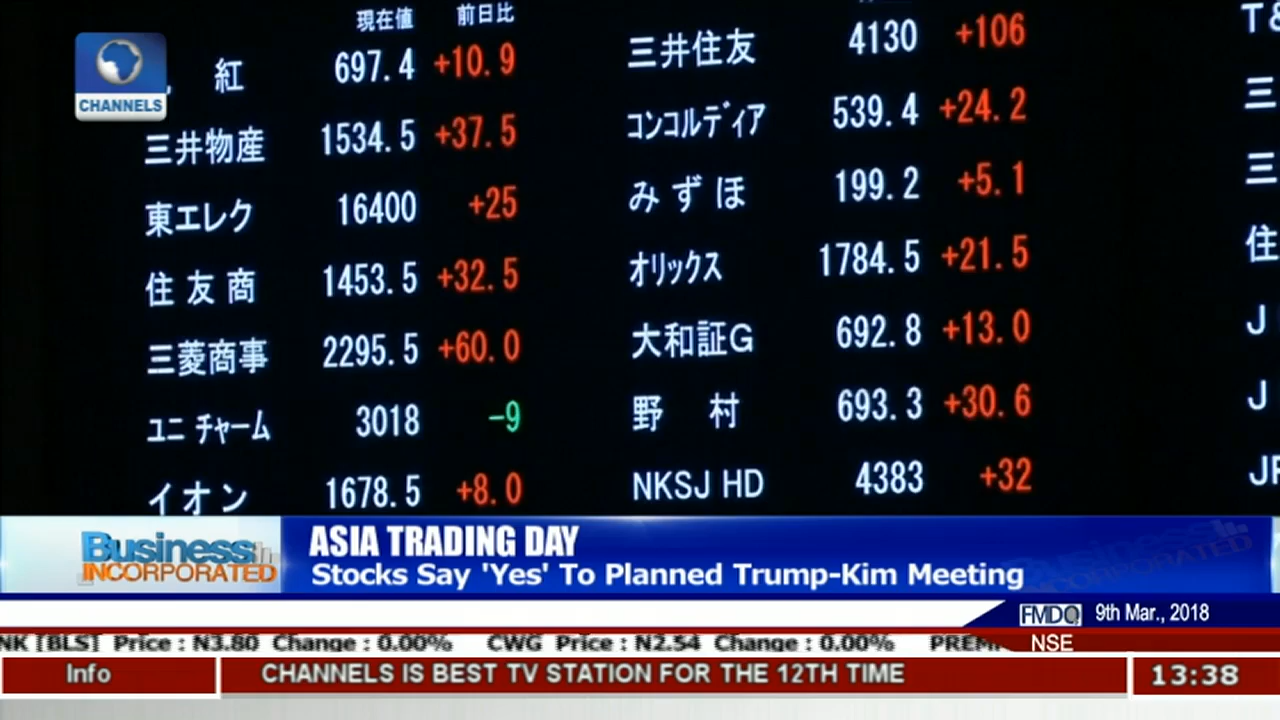 現在値 前日比
CHANNELS
紅 697.4 +10.9
三井物産 1534.5 +37.5
東エレク 16400 +25
住友商 1453.5 +32.5
三菱商事 2295.5 +60.0
ユニチャーム 3018 -9
イオン 1678.5 +8.0
三井住友 4130 +106
コンコルディア 539.4 +24.2
みずほ 199.2 +5.1
オリックス 1784.5 +21.5
大和証G 692.8 +13.0
野村 693.3 +30.6
NKSJ HD 4383 +32
T&
三
三
住
J
J
Business
INCORPORATED
ASIA TRADING DAY
Stocks Say 'Yes' To Planned Trump-Kim Meeting
FMDQ 9th Mar., 2018
NK [BLS] Price : N3.80 Change : 0.00% CWG Price : N2.54 Change : 0.00% NSE
Info CHANNELS IS BEST TV STATION FOR THE 12TH TIME 13:38